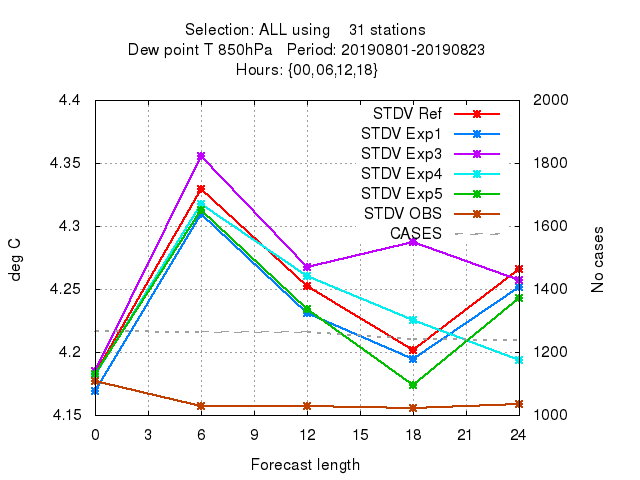 Selection: ALL using 31 stations
Dew point T 850hPa Period: 20190801-20190823
Hours: {00,06,12,18}
4.4
4.35
4.3
4.25
4.2
4.15
deg C
2000
1800
1600
1400
1200
1000
No cases
STDV Ref
STDV Exp1
STDV Exp3
STDV Exp4
STDV Exp5
STDV OBS
CASES
0 3 6 9 12 15 18 21 24
Forecast length